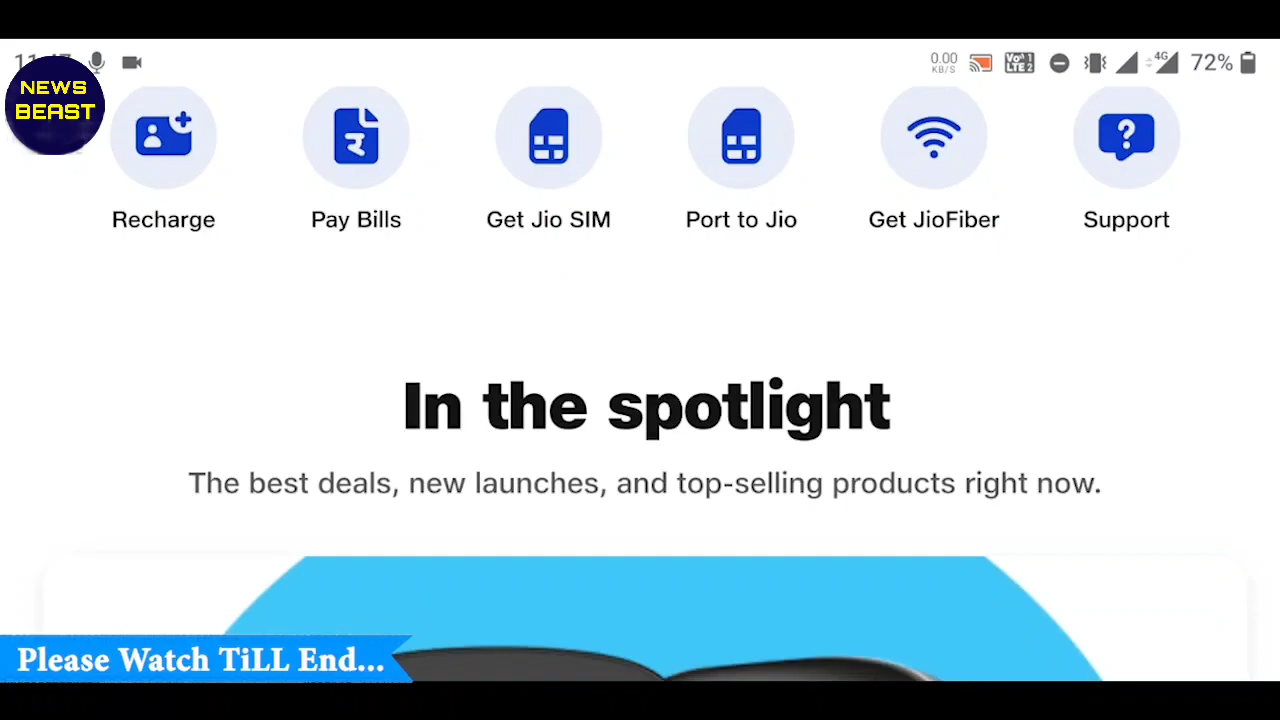 NEWS
BEAST
0.00
KB/S
4G
72%
Recharge
Pay Bills
Get Jio SIM
Port to Jio
Get JioFiber
Support
In the spotlight
The best deals, new launches, and top-selling products right now.
Please Watch TiLL End...